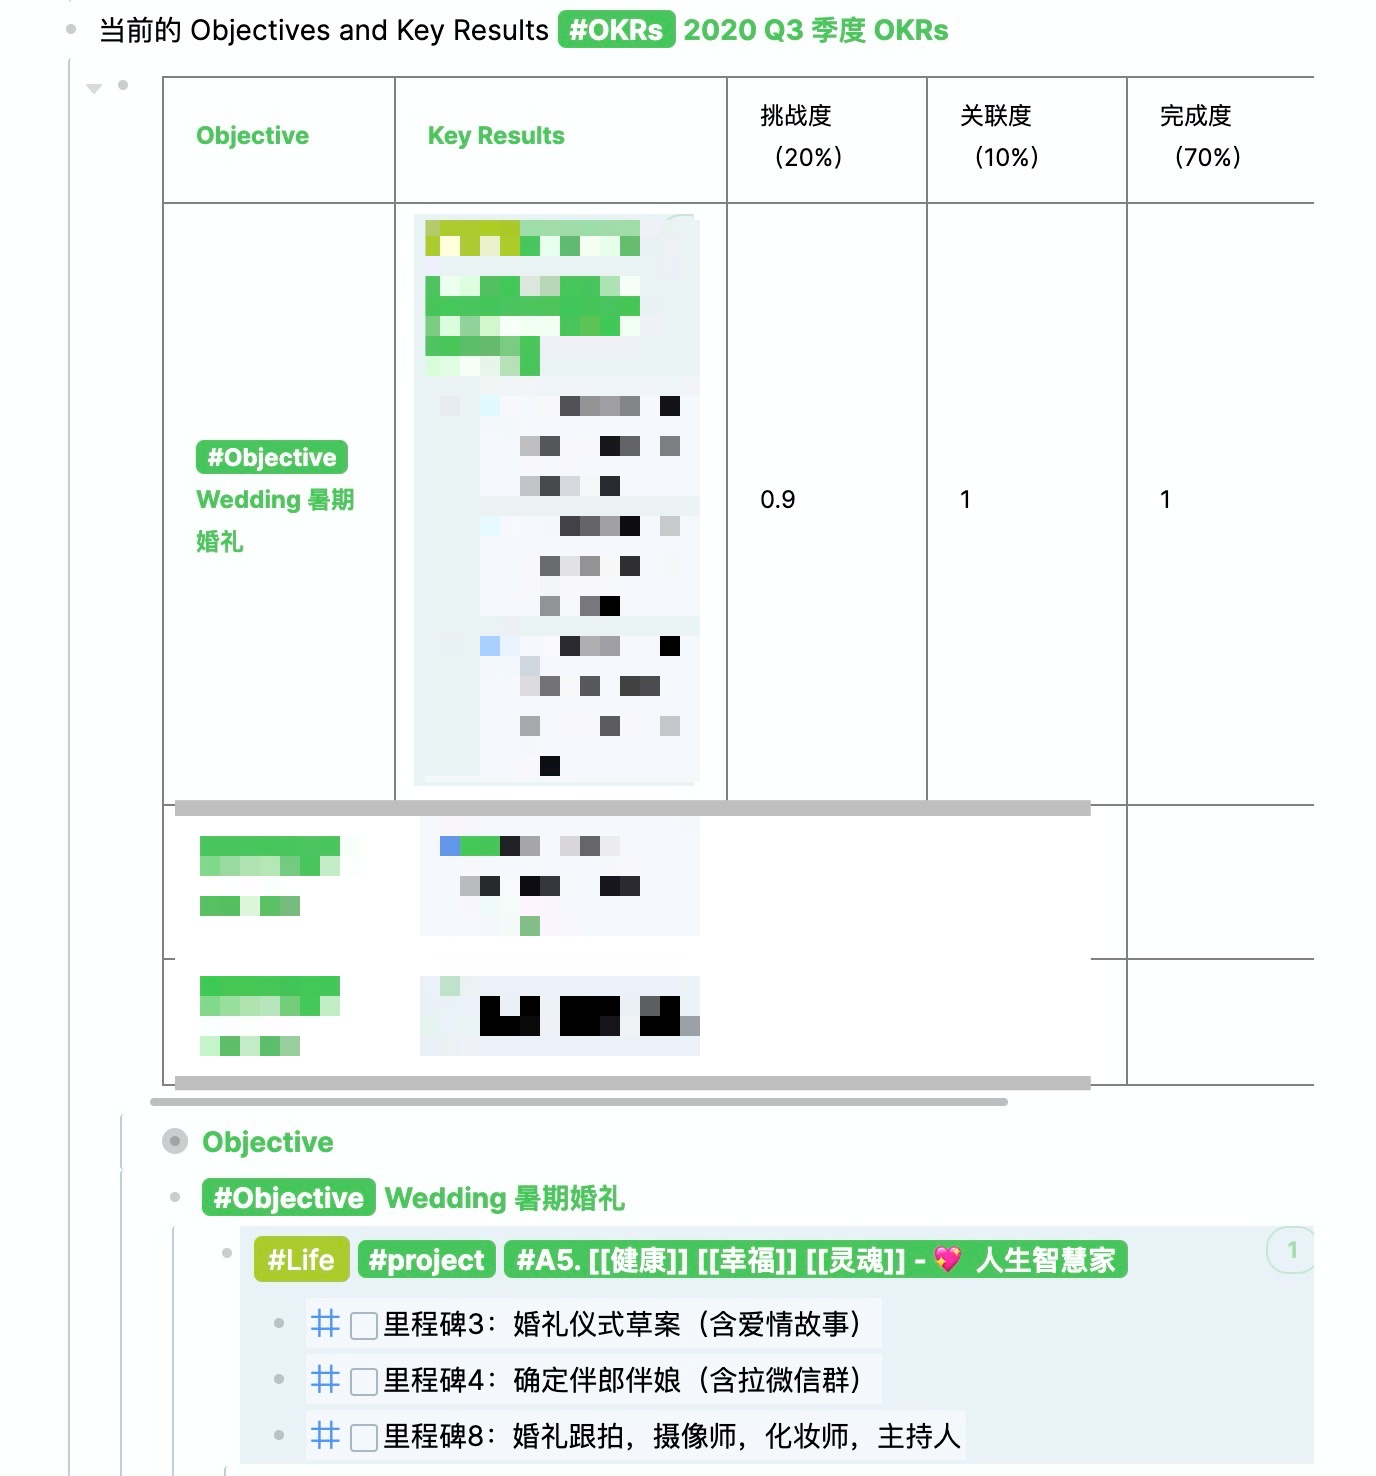 当前的 Objectives and Key Results #OKRs 2020 Q3 季度 OKRs
Objective
Key Results
挑战度
（20%）
关联度
（10%）
完成度
（70%）
#Objective
Wedding 暑期
婚礼
0.9
1
1
Objective
#Objective Wedding 暑期婚礼
#Life #project #A5. [[健康]] [[幸福]] [[灵魂]] - 💘 人生智慧家
1
里程碑3：婚礼仪式草案（含爱情故事）
里程碑4：确定伴郎伴娘（含拉微信群）
里程碑8：婚礼跟拍，摄像师，化妆师，主持人